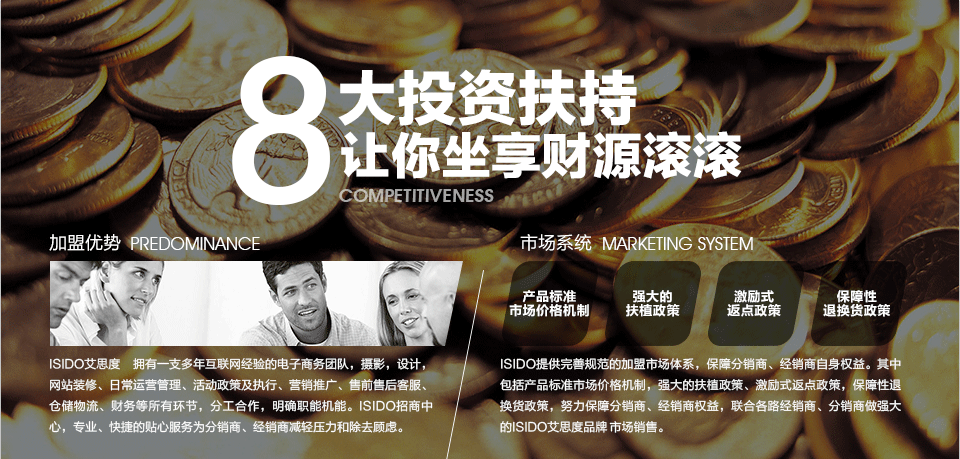 8大投资扶持
让你坐享财源滚滚
COMPETITIVENESS
加盟优势 PREDOMINANCE
ISIDO艾思度 拥有一支多年互联网经验的电子商务团队，摄影，设计，
网站装修、日常运营管理、活动政策及执行、营销推广、售前售后客服、
仓储物流、财务等所有环节，分工合作，明确职能机能。ISIDO招商中
心，专业、快捷的贴心服务为分销商、经销商减轻压力和除去顾虑。
市场系统 MARKETING SYSTEM
产品标准
市场价格机制
强大的
扶植政策
激励式
返点政策
保障性
退换货政策
ISIDO提供完善规范的加盟市场体系，保障分销商、经销商自身权益。其中
包括产品标准市场价格机制，强大的扶植政策、激励式返点政策，保障性退
换货政策，努力保障分销商、经销商权益，联合各路经销商、分销商做强大
的ISIDO艾思度品牌 市场销售。